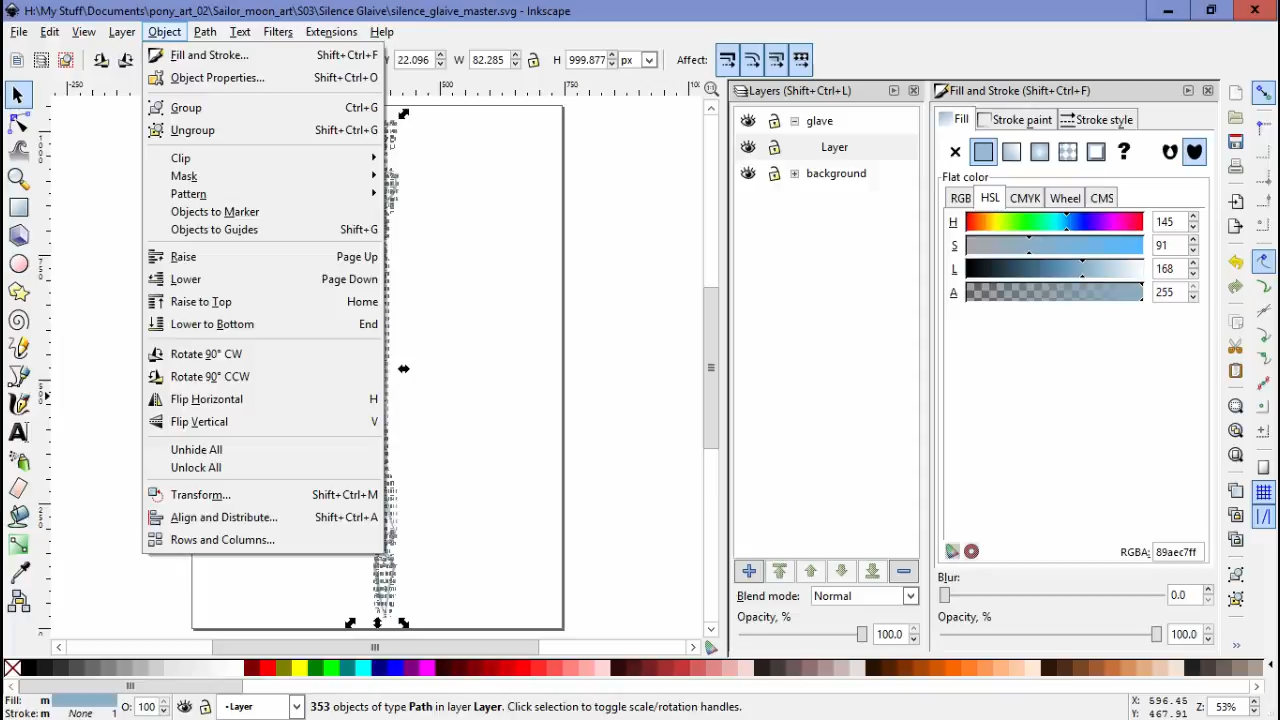 H:\My Stuff\Documents\pony_art_02\Sailor_moon_art\S03\Silence Glaive\silence_glaive_master.svg - Inkscape
File Edit View Layer Object Path Text Filters Extensions Help
22.096 W 82.285 H 999.877 px Affect:
Fill and Stroke... Shift+Ctrl+F
Object Properties... Shift+Ctrl+O
Group Ctrl+G
Ungroup Shift+Ctrl+G
Clip
Mask
Pattern
Objects to Marker
Objects to Guides Shift+G
Raise Page Up
Lower Page Down
Raise to Top Home
Lower to Bottom End
Rotate 90° CW
Rotate 90° CCW
Flip Horizontal H
Flip Vertical V
Unhide All
Unlock All
Transform... Shift+Ctrl+M
Align and Distribute... Shift+Ctrl+A
Rows and Columns...
-250 500 750
Layers (Shift+Ctrl+L)
glave
Layer
background
Blend mode: Normal
Opacity, % 100.0
Fill and Stroke (Shift+Ctrl+F)
Fill Stroke paint Stroke style
?
Flat color
RGB HSL CMYK Wheel CMS
H 145
S 91
L 168
A 255
RGBA: 89aec7ff
Blur:
0.0
Opacity, %
100.0
Fill: m
Stroke: m None 1
O: 100
•Layer
353 objects of type Path in layer Layer. Click selection to toggle scale/rotation handles.
X: 596.45
Y: 467.91
Z: 53%